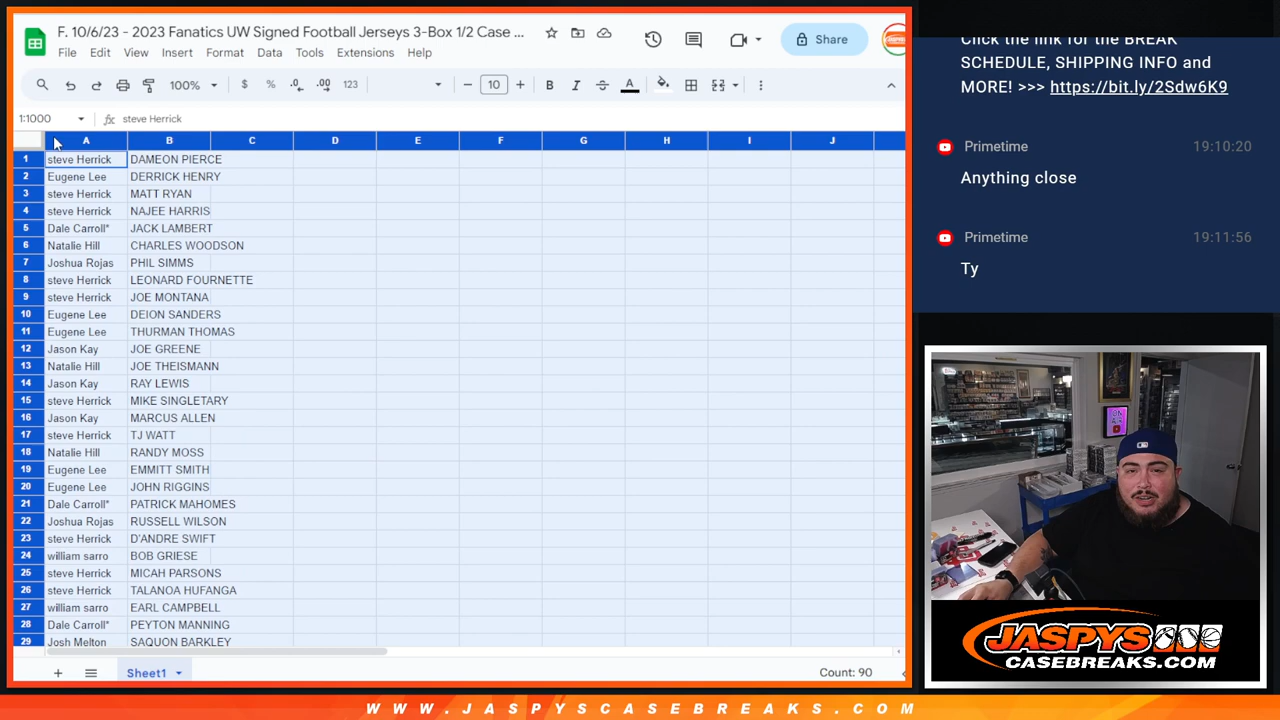 F. 10/6/23 - 2023 Fanatics UW Signed Football Jerseys 3-Box 1/2 Case ...
File Edit View Insert Format Data Tools Extensions Help
Share
100% $ % .0 .00 123 10 B I A
1:1000 fx steve Herrick
A B C D E F G H I J
1 steve Herrick DAMEON PIERCE
2 Eugene Lee DERRICK HENRY
3 steve Herrick MATT RYAN
4 steve Herrick NAJEE HARRIS
5 Dale Carroll* JACK LAMBERT
6 Natalie Hill CHARLES WOODSON
7 Joshua Rojas PHIL SIMMS
8 steve Herrick LEONARD FOURNETTE
9 steve Herrick JOE MONTANA
10 Eugene Lee DEION SANDERS
11 Eugene Lee THURMAN THOMAS
12 Jason Kay JOE GREENE
13 Natalie Hill JOE THEISMANN
14 Jason Kay RAY LEWIS
15 steve Herrick MIKE SINGLETARY
16 Jason Kay MARCUS ALLEN
17 steve Herrick TJ WATT
18 Natalie Hill RANDY MOSS
19 Eugene Lee EMMITT SMITH
20 Eugene Lee JOHN RIGGINS
21 Dale Carroll* PATRICK MAHOMES
22 Joshua Rojas RUSSELL WILSON
23 steve Herrick D'ANDRE SWIFT
24 william sarro BOB GRIESE
25 steve Herrick MICAH PARSONS
26 steve Herrick TALANOA HUFANGA
27 william sarro EARL CAMPBELL
28 Dale Carroll* PEYTON MANNING
29 Josh Melton SAQUON BARKLEY
Sheet1 Count: 90
Click the link for the BREAK
SCHEDULE, SHIPPING INFO and
MORE! >>> https://bit.ly/2Sdw6K9
Primetime 19:10:20
Anything close
Primetime 19:11:56
Ty
JASPYS
CASEBREAKS.COM
WWW.JASPYSCASEBREAKS.COM